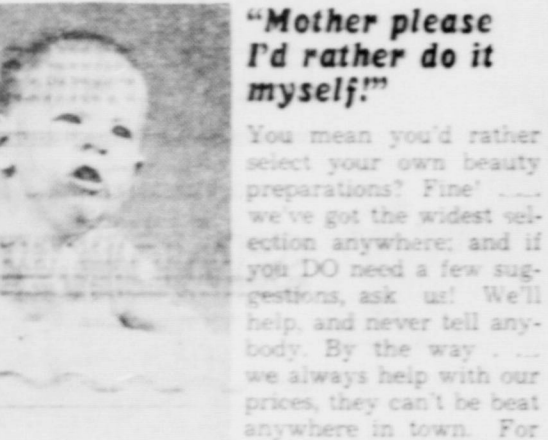 “Mother please
I'd rather do it
myself!”
You mean you'd rather
select your own beauty
preparations? Fine! ....
we've got the widest sel-
ection anywhere; and if
you DO need a few sug-
gestions, ask us! We'll
help, and never tell any-
body. By the way . ...
we always help with our
prices, they can't be beat
anywhere in town. For